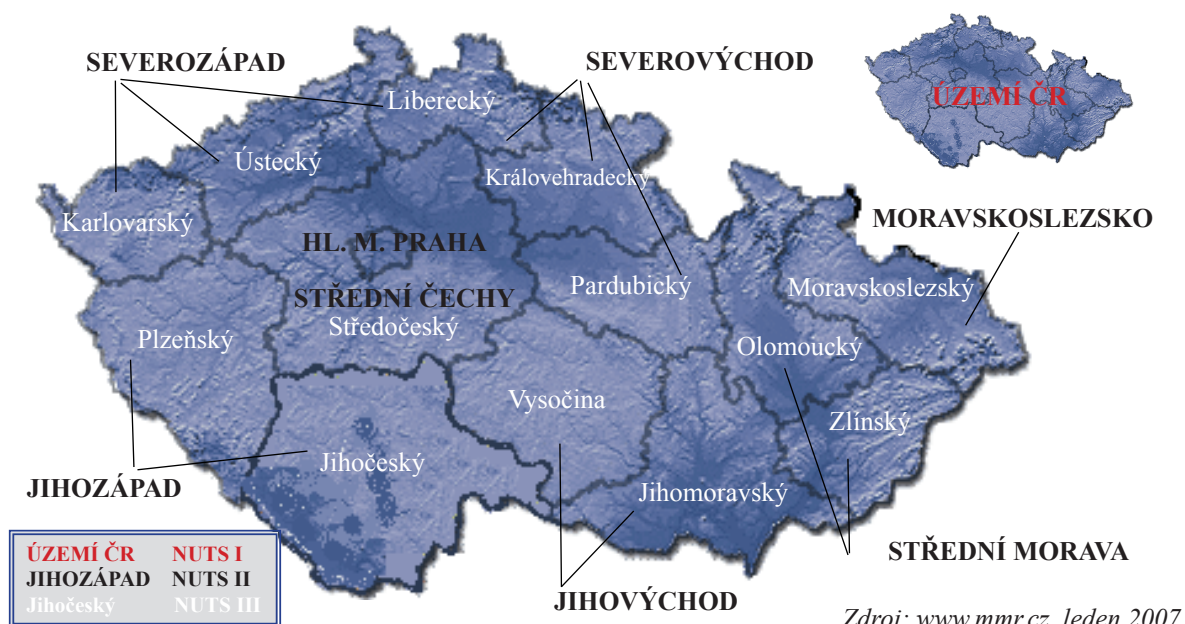 SEVEROZÁPAD
SEVEROVÝCHOD
ÚZEMÍ ČR
Liberecký
Ústecký
Královehradecký
Karlovarský
MORAVSKOSLEZSKO
HL. M. PRAHA
Pardubický
Moravskoslezský
STŘEDNÍ ČECHY
Středočeský
Plzeňský
Olomoucký
Vysočina
Zlínský
Jihočeský
JIHOZÁPAD
Jihomoravský
STŘEDNÍ MORAVA
JIHOVÝCHOD
ÚZEMÍ ČR NUTS I
JIHOZÁPAD NUTS II
Jihočeský NUTS III
Zdroj: www.mmr.cz, leden 2007